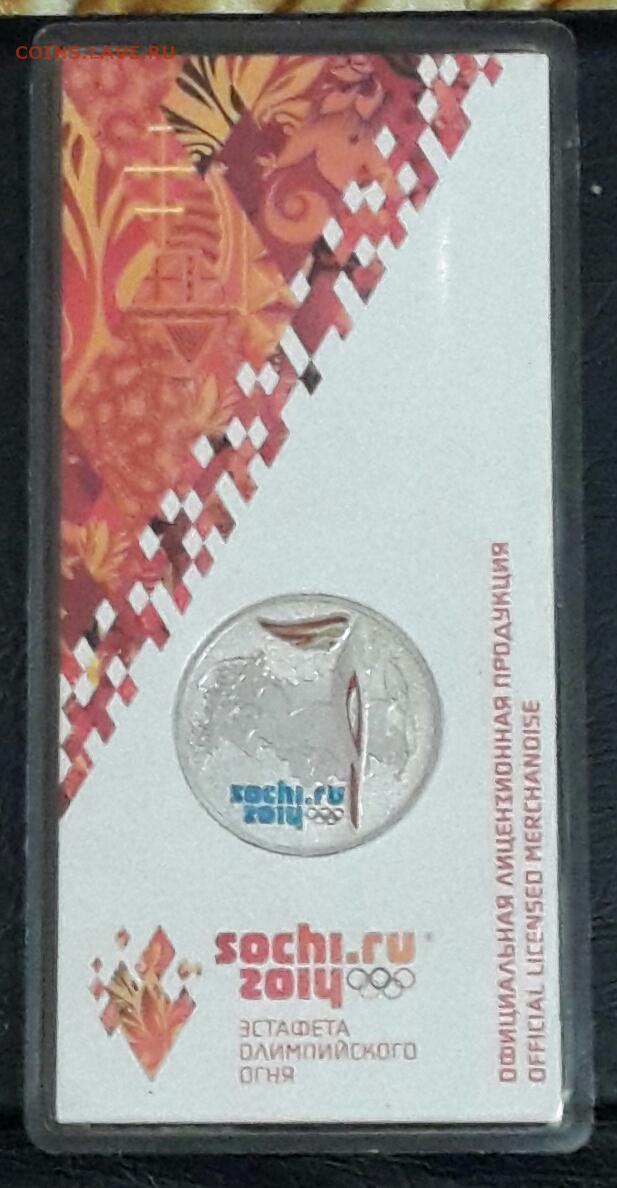 COINS.LAVE.RU
sochi.ru
2014
sochi.ru
2014
ЭСТАФЕТА
ОЛИМПИЙСКОГО
ОГНЯ
ОФИЦИАЛЬНАЯ ЛИЦЕНЗИОННАЯ ПРОДУКЦИЯ
OFFICIAL LICENSED MERCHANDISE